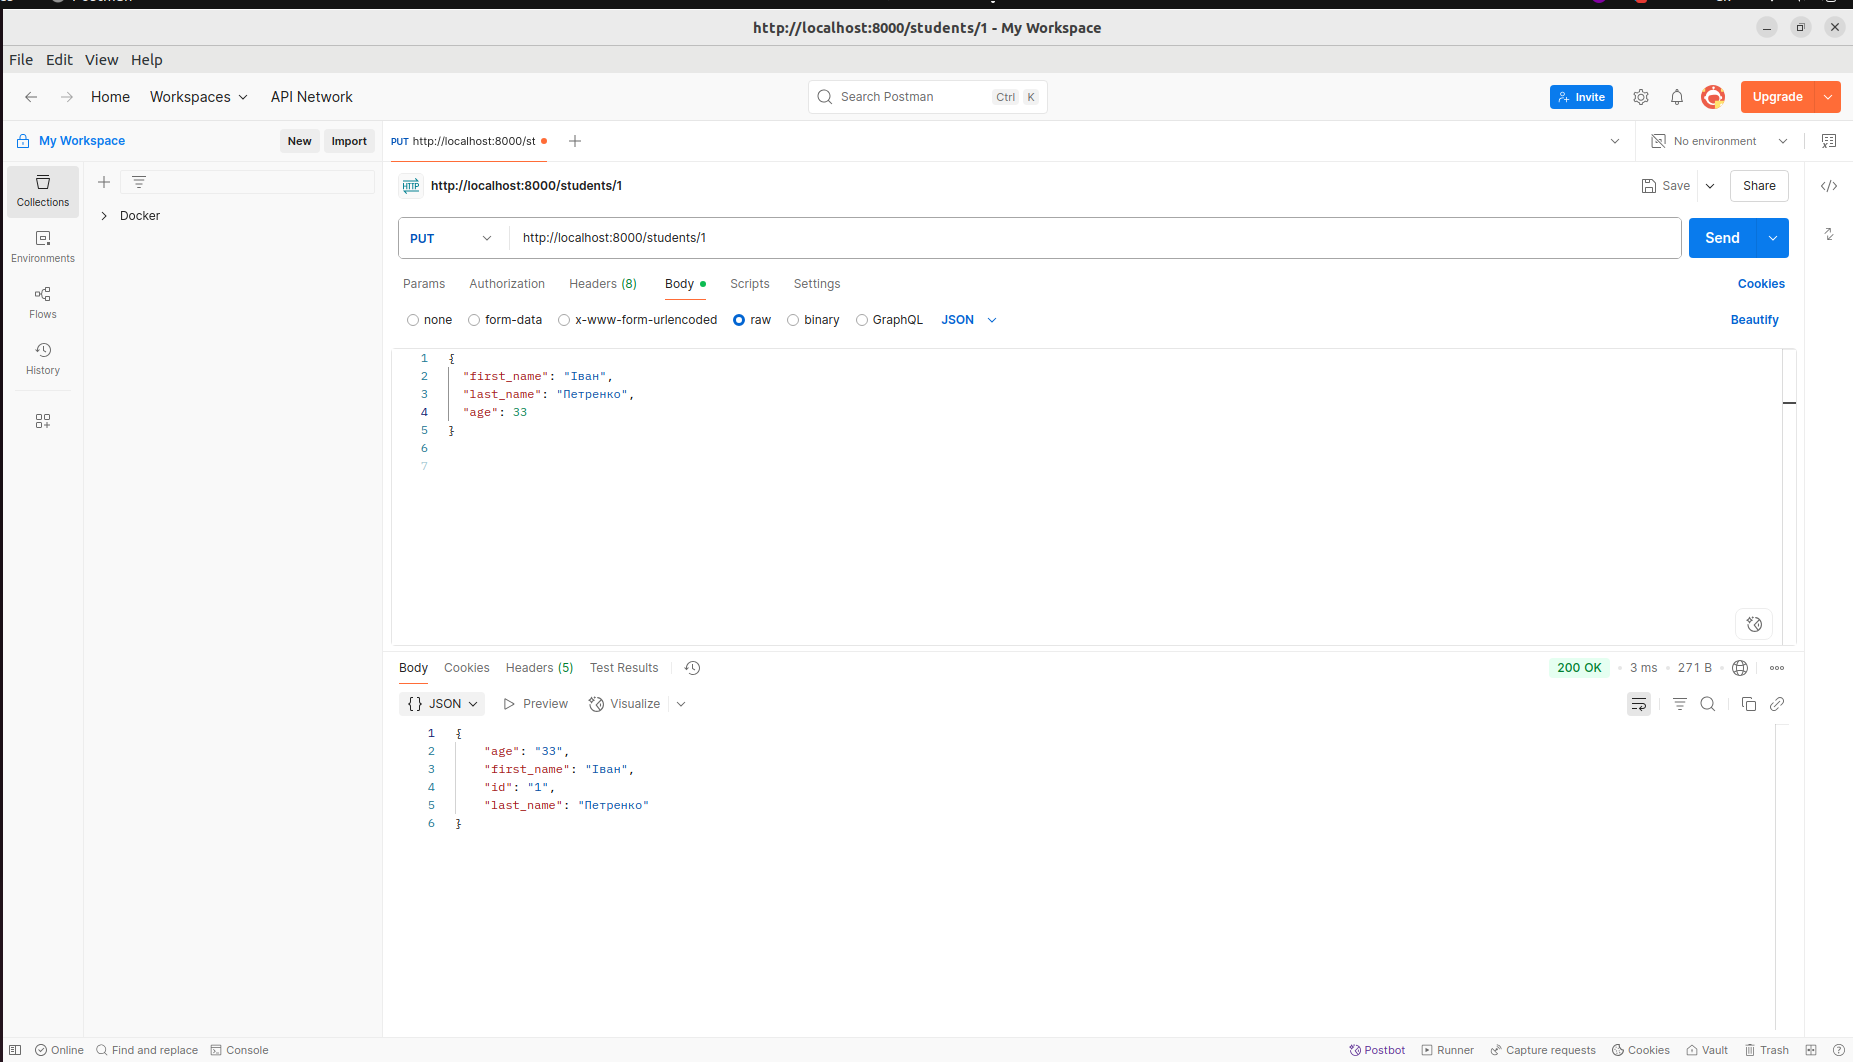 http://localhost:8000/students/1 - My Workspace
File Edit View Help
Home Workspaces API Network
Search Postman Ctrl K
Invite
Upgrade
My Workspace
New Import
PUT http://localhost:8000/st
No environment
Collections
Docker
http://localhost:8000/students/1
Save
Share
Environments
PUT http://localhost:8000/students/1
Send
Params Authorization Headers (8) Body Scripts Settings
Cookies
Flows
none form-data x-www-form-urlencoded raw binary GraphQL JSON
Beautify
History
1 {
2 "first_name": "Іван",
3 "last_name": "Петренко",
4 "age": 33
5 }
6
7
Body Cookies Headers (5) Test Results
200 OK • 3 ms • 271 B
{} JSON Preview Visualize
1 {
2 "age": "33",
3 "first_name": "Іван",
4 "id": "1",
5 "last_name": "Петренко"
6 }
Online Find and replace Console
Postbot Runner Capture requests Cookies Vault Trash